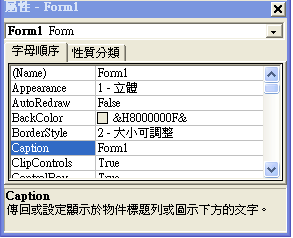 屬性 - Form1
Form1 Form
字母順序 性質分類
(Name) Form1
Appearance 1 - 立體
AutoRedraw False
BackColor &H8000000F&
BorderStyle 2 - 大小可調整
Caption Form1
ClipControls True
ControlBox True
Caption
傳回或設定顯示於物件標題列或圖示下方的文字。